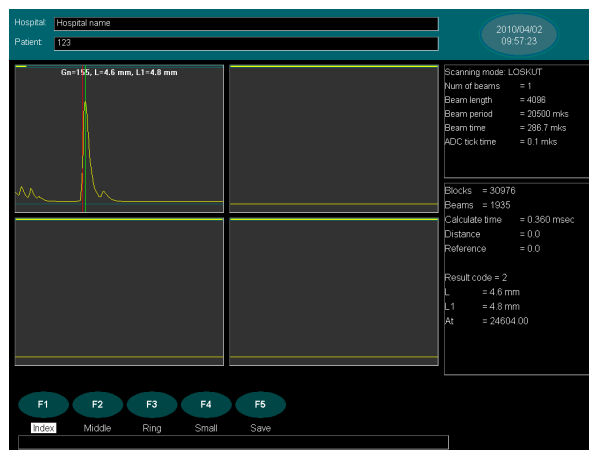 Hospital: Hospital name
2010/04/02
Patient: 123
09:57:23
Gn=155, L=4.6 mm, L1=4.8 mm
Scanning mode: LOSKUT
Num of beams = 1
Beam length = 4096
Beam period = 20500 mks
Beam time = 286.7 mks
ADC tick time = 0.1 mks
Blocks = 30976
Beams = 1935
Calculate time = 0.360 msec
Distance = 0.0
Reference = 0.0
Result code = 2
L = 4.6 mm
L1 = 4.8 mm
At = 24604.00
F1 F2 F3 F4 F5
Index Middle Ring Small Save